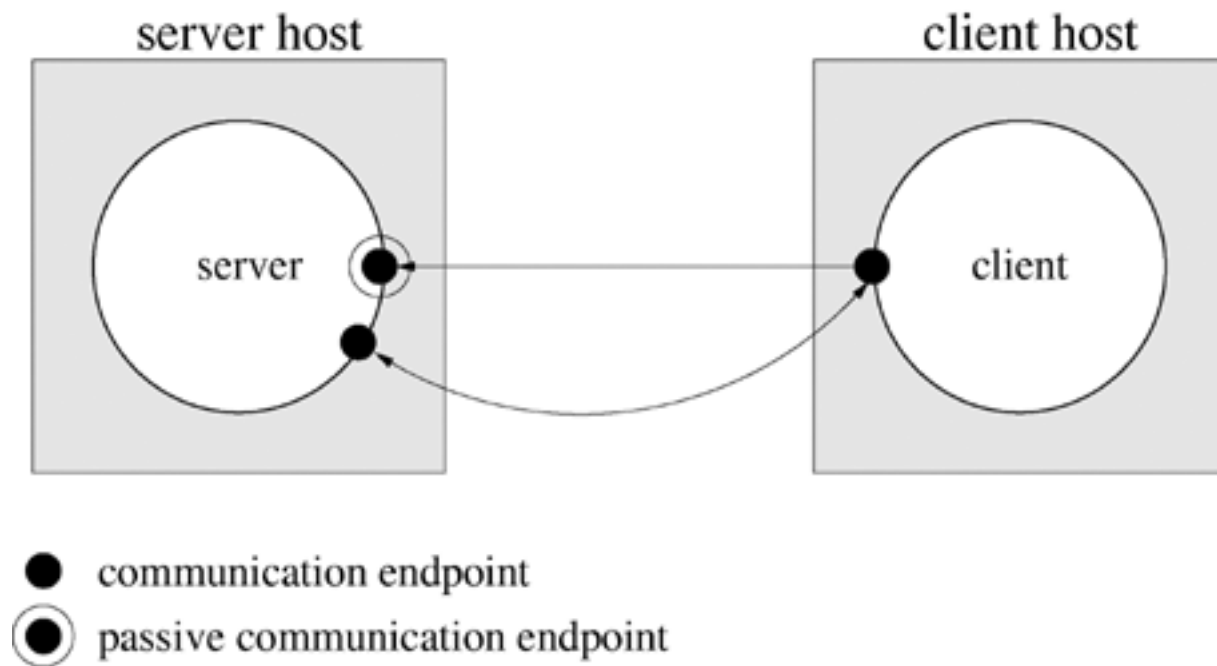 server host
client host
server
client
communication endpoint
passive communication endpoint